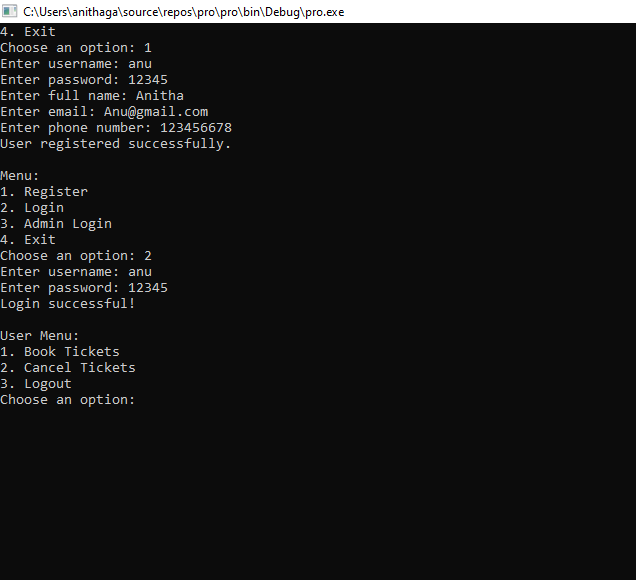 C:\Users\anithaga\source\repos\pro\pro\bin\Debug\pro.exe
4. Exit
Choose an option: 1
Enter username: anu
Enter password: 12345
Enter full name: Anitha
Enter email: Anu@gmail.com
Enter phone number: 123456678
User registered successfully.

Menu:
1. Register
2. Login
3. Admin Login
4. Exit
Choose an option: 2
Enter username: anu
Enter password: 12345
Login successful!

User Menu:
1. Book Tickets
2. Cancel Tickets
3. Logout
Choose an option: